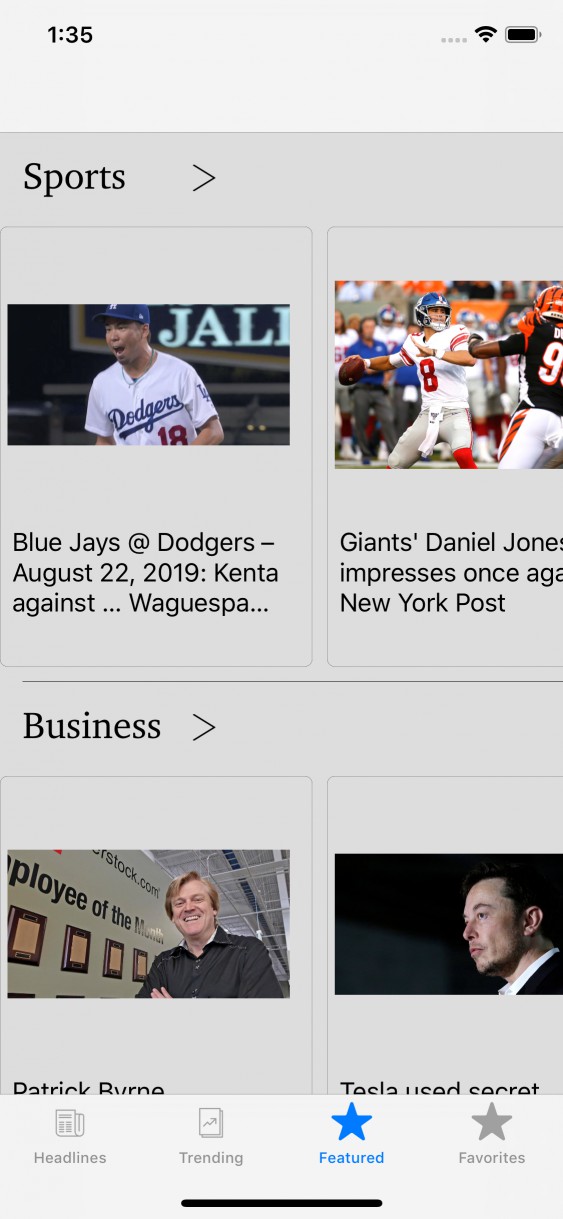 1:35
Sports
JALI
Dodgers
18
8
9
Blue Jays @ Dodgers –
August 22, 2019: Kenta
against ... Waguespa...
Giants' Daniel Jones
impresses once aga
New York Post
Business
erstock.com
ployee of the Month
Patrick Byrne
Tesla used secret
Headlines
Trending
Featured
Favorites